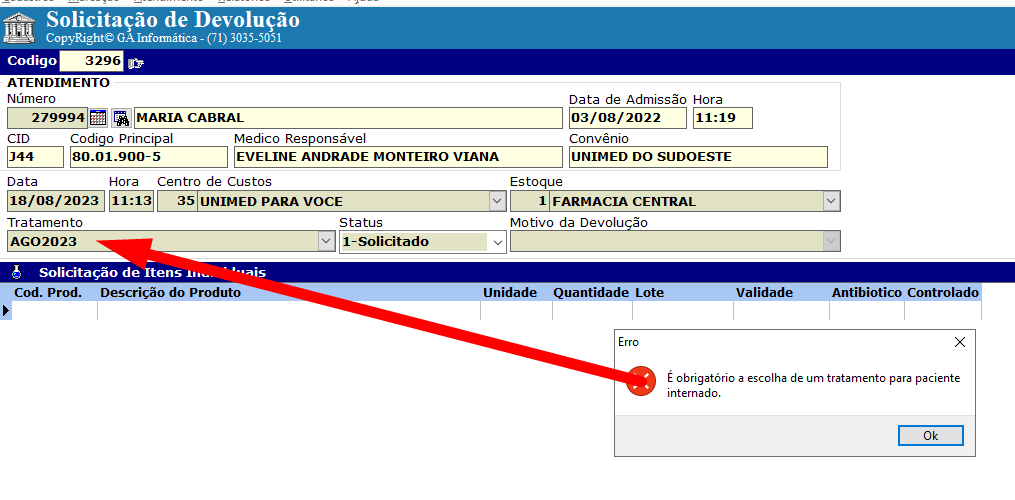 Solicitação de Devolução
CopyRight© GA Informática - (71) 3035-5051
Codigo 3296
ATENDIMENTO
Número Data de Admissão Hora
279994 MARIA CABRAL 03/08/2022 11:19
CID Codigo Principal Medico Responsável Convênio
J44 80.01.900-5 EVELINE ANDRADE MONTEIRO VIANA UNIMED DO SUDOESTE
Data Hora Centro de Custos Estoque
18/08/2023 11:13 35 UNIMED PARA VOCE 1 FARMACIA CENTRAL
Tratamento Status Motivo da Devolução
AGO2023 1-Solicitado
Solicitação de Itens Individuais
Cod. Prod. Descrição do Produto Unidade Quantidade Lote Validade Antibiotico Controlado
Erro
É obrigatório a escolha de um tratamento para paciente
internado.
Ok